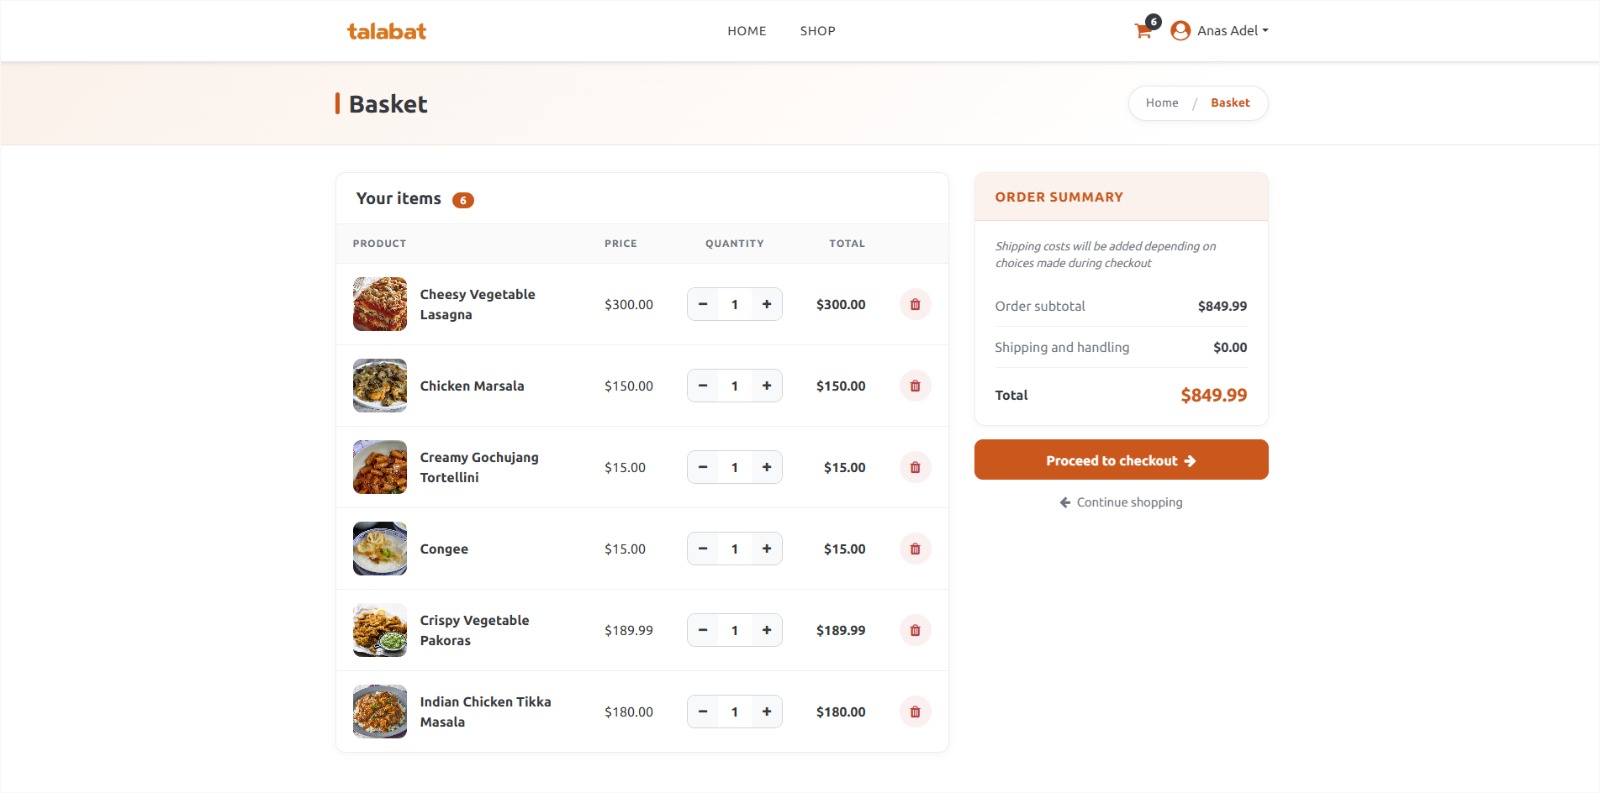 talabat
HOME
SHOP
6
Anas Adel
Basket
Home / Basket
Your items 6
PRODUCT PRICE QUANTITY TOTAL
Cheesy Vegetable
Lasagna
$300.00 − 1 + $300.00
Chicken Marsala
$150.00 − 1 + $150.00
Creamy Gochujang
Tortellini
$15.00 − 1 + $15.00
Congee
$15.00 − 1 + $15.00
Crispy Vegetable
Pakoras
$189.99 − 1 + $189.99
Indian Chicken Tikka
Masala
$180.00 − 1 + $180.00
ORDER SUMMARY
Shipping costs will be added depending on
choices made during checkout
Order subtotal $849.99
Shipping and handling $0.00
Total $849.99
Proceed to checkout →
← Continue shopping